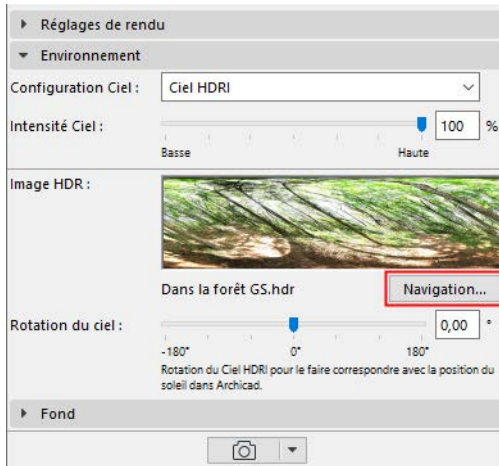 Réglages de rendu
Environnement
Configuration Ciel :
Ciel HDRI
Intensité Ciel :
100 %
Basse Haute
Image HDR :
Dans la forêt GS.hdr
Navigation...
Rotation du ciel :
0,00 °
-180° 0° 180°
Rotation du Ciel HDRI pour le faire correspondre avec la position du
soleil dans Archicad.
Fond